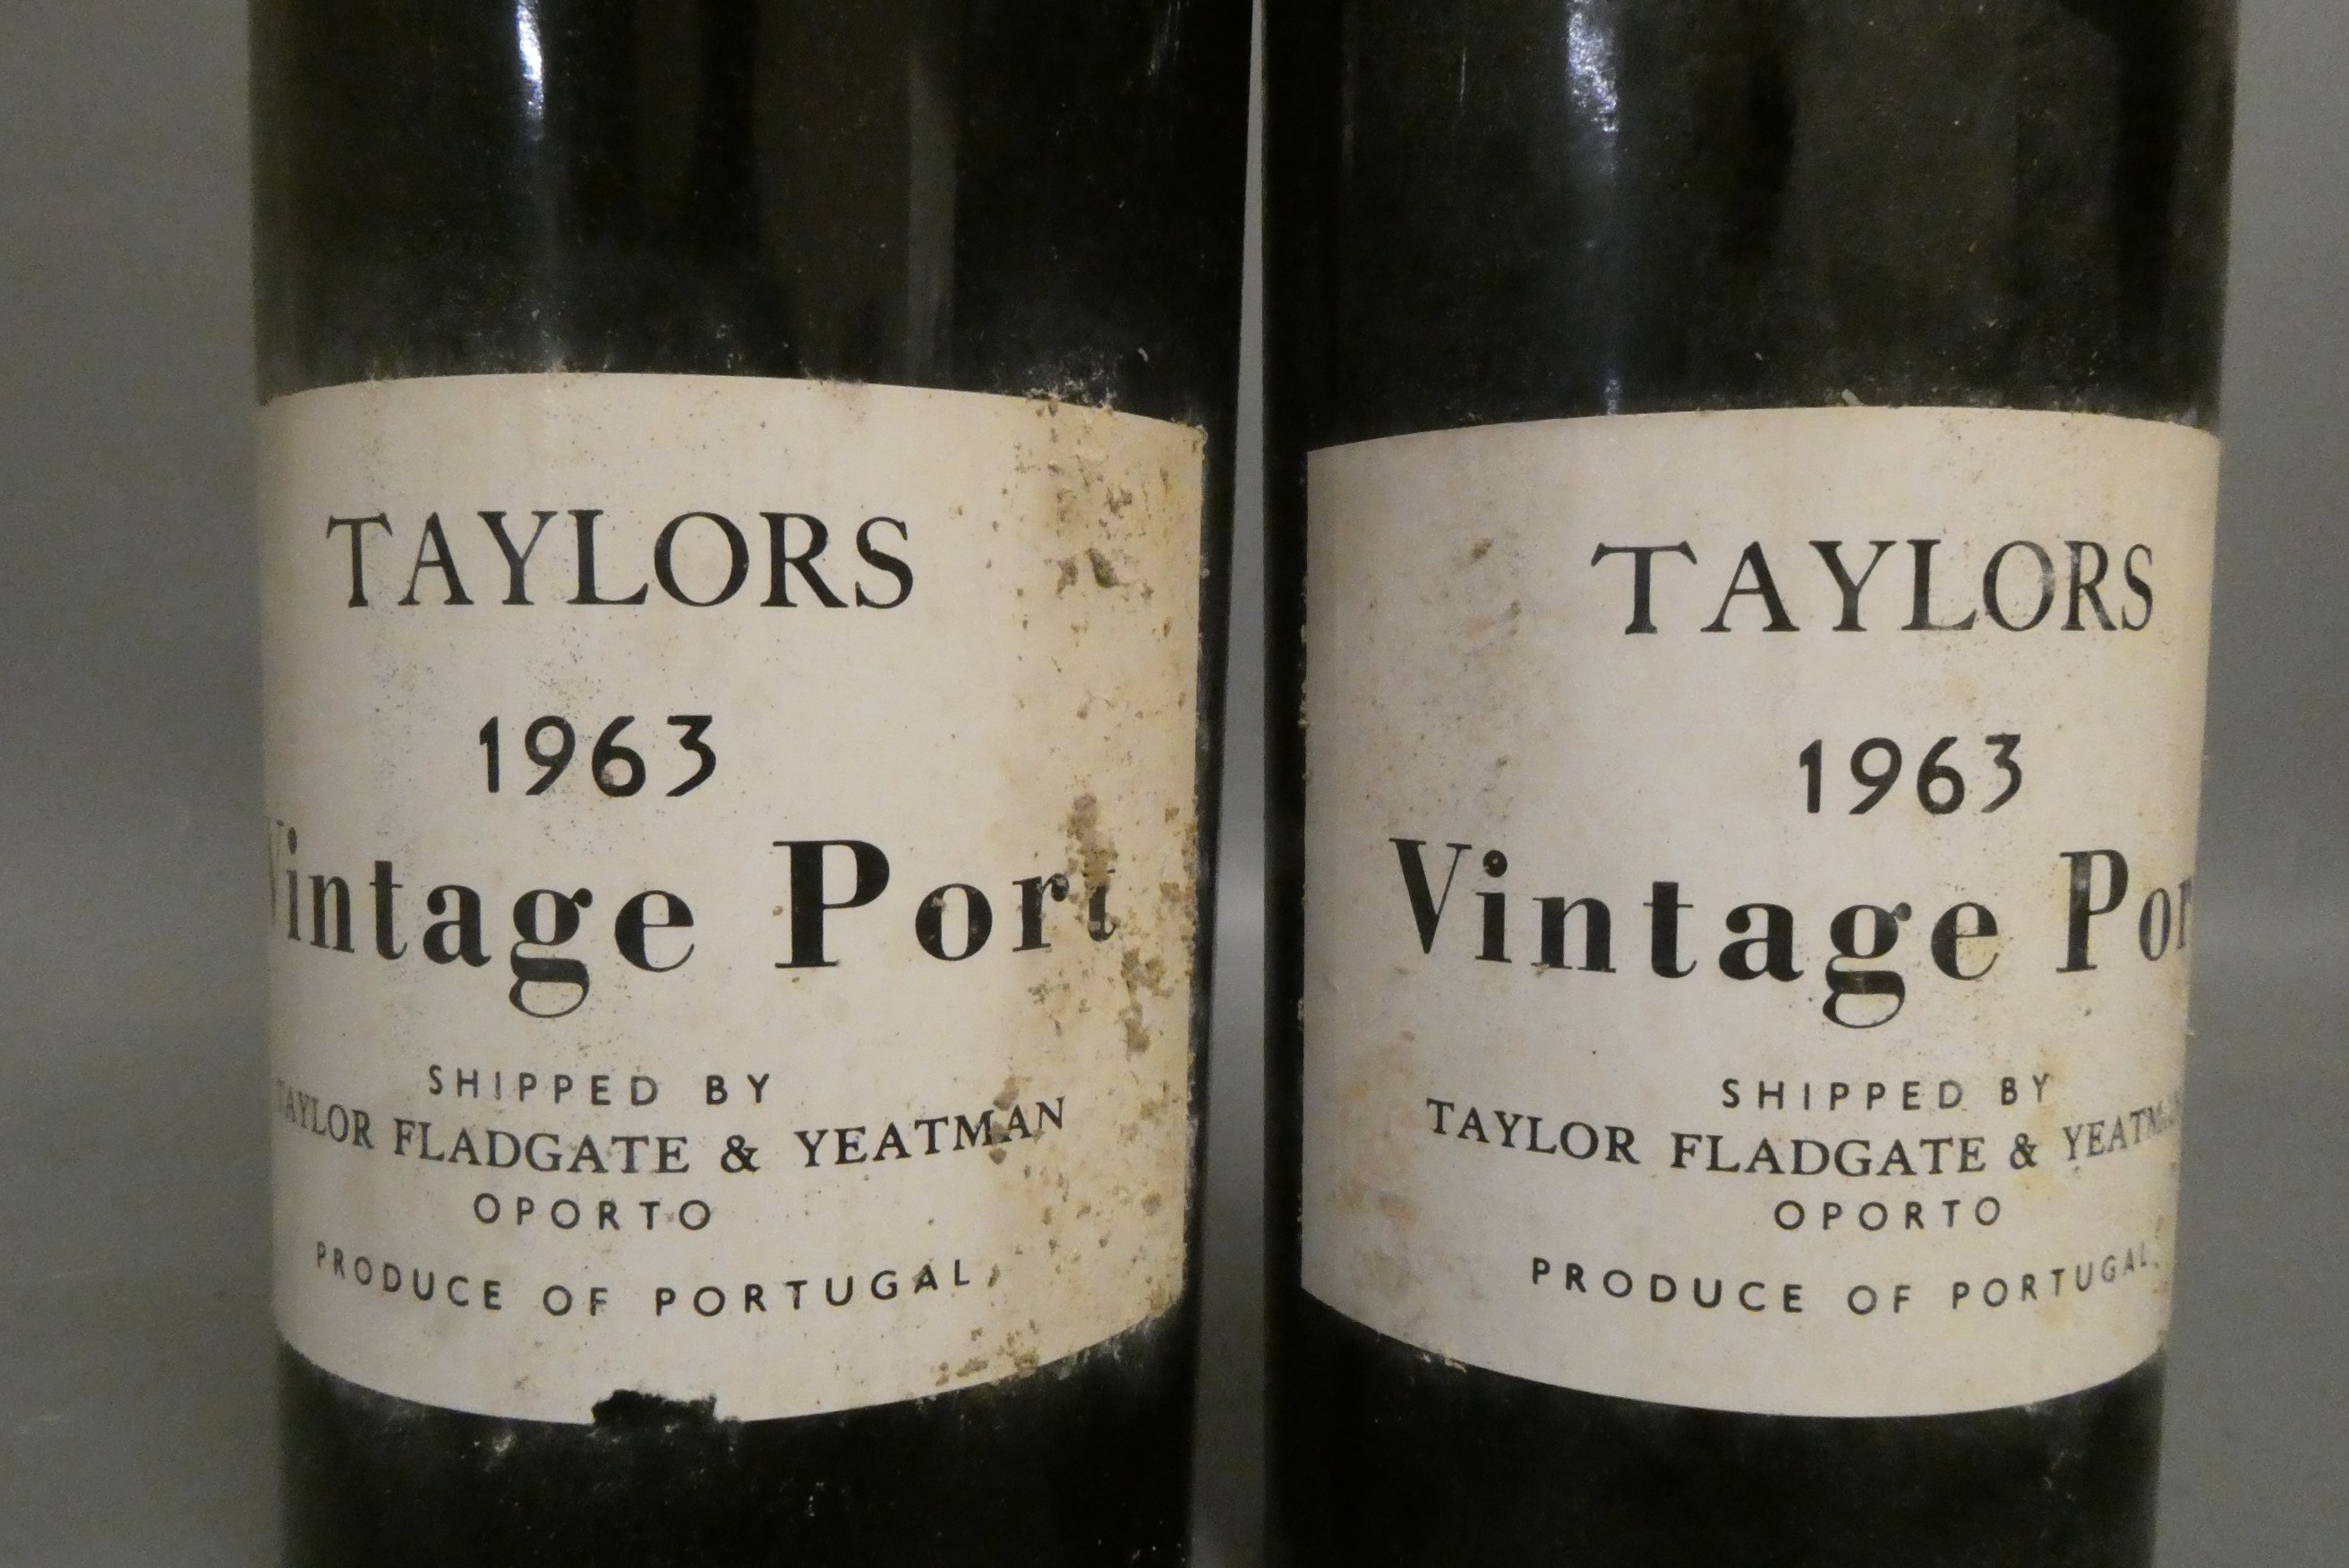 TAYLORS
1963
Vintage Port
SHIPPED BY
TAYLOR FLADGATE & YEATMAN
OPORTO
PRODUCE OF PORTUGAL,
TAYLORS
1963
Vintage Por
SHIPPED BY
TAYLOR FLADGATE & YEATMAN
OPORTO
PRODUCE OF PORTUGAL,